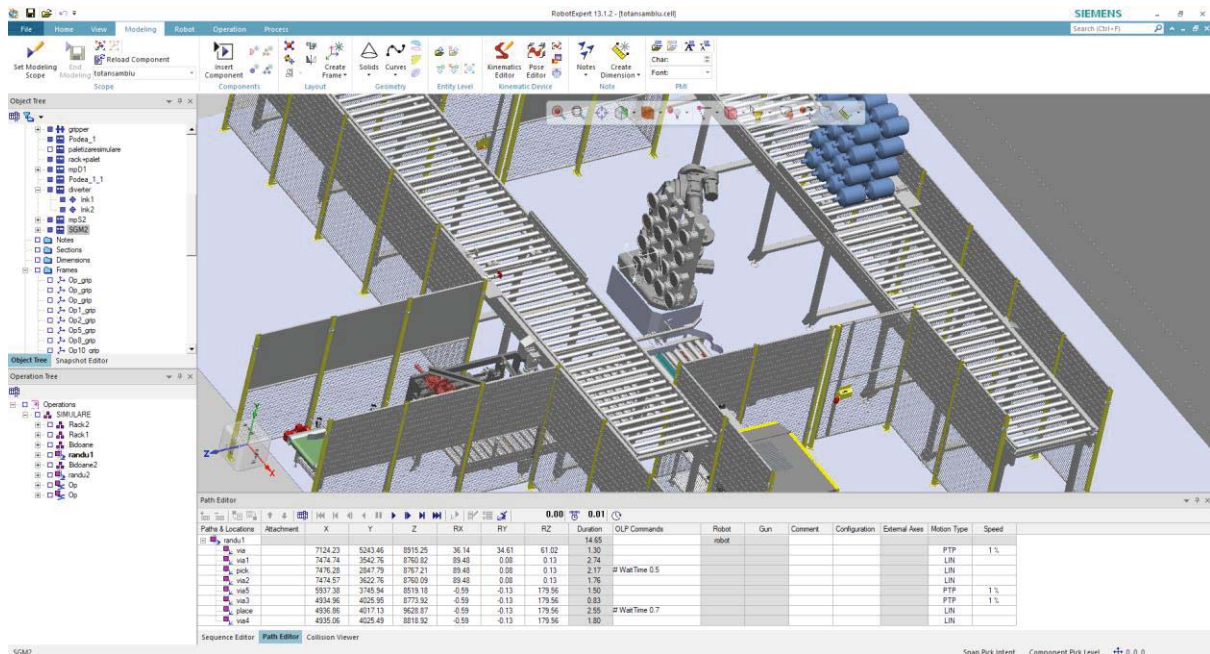 RobotExpert 13.1.2 - [totansamblu.cell]
SIEMENS
File Home View Modeling Robot Operation Process
Search (Ctrl+F)
Set Modeling Scope
End Modeling
Reload Component
totansamblu
Scope
Insert Component
Components
Create Frame
Layout
Solids
Curves
Geometry
Entity Level
Kinematics Editor
Pose Editor
Kinematic Device
Notes
Create Dimension
Note
Char:
Font:
PMI
Object Tree
gripper
Podea_1
paletizaresimulare
rack+palet
mpD1
Podea_1_1
diverter
lnk1
lnk2
mpS2
SGM2
Notes
Sections
Dimensions
Frames
Op_grip
Op_grip
Op_grip
Op1_grip
Op2_grip
Op5_grip
Op8_grip
Op10_grip
Object Tree Snapshot Editor
Operation Tree
Operations
SIMULARE
Rack2
Rack1
Bidoane
randu1
Bidoane2
randu2
Op
Op
Y
Z
X
Path Editor
0.00 0.01
Paths & Locations Attachment X Y Z RX RY RZ Duration OLP Commands Robot Gun Comment Configuration External Axes Motion Type Speed
randu1 14.65 robot
via 7124.23 5243.46 8915.25 36.14 34.61 61.02 1.30 PTP 1 %
via1 7474.74 3542.76 8760.82 89.48 0.08 0.13 2.74 LIN
pick 7476.28 2847.79 8767.21 89.48 0.08 0.13 2.17 # WaitTime 0.5 LIN
via2 7474.57 3622.76 8760.09 89.48 0.08 0.13 1.76 LIN
via5 5937.38 3745.94 8519.18 -0.59 -0.13 179.56 1.50 PTP 1 %
via3 4934.96 4025.95 8773.92 -0.59 -0.13 179.56 0.83 PTP 1 %
place 4936.86 4017.13 9628.87 -0.59 -0.13 179.56 2.55 # WaitTime 0.7 LIN
via4 4935.06 4025.49 8818.92 -0.59 -0.13 179.56 1.80 LIN
Sequence Editor Path Editor Collision Viewer
SGM2
Snap Pick Intent Component Pick Level 0, 0, 0